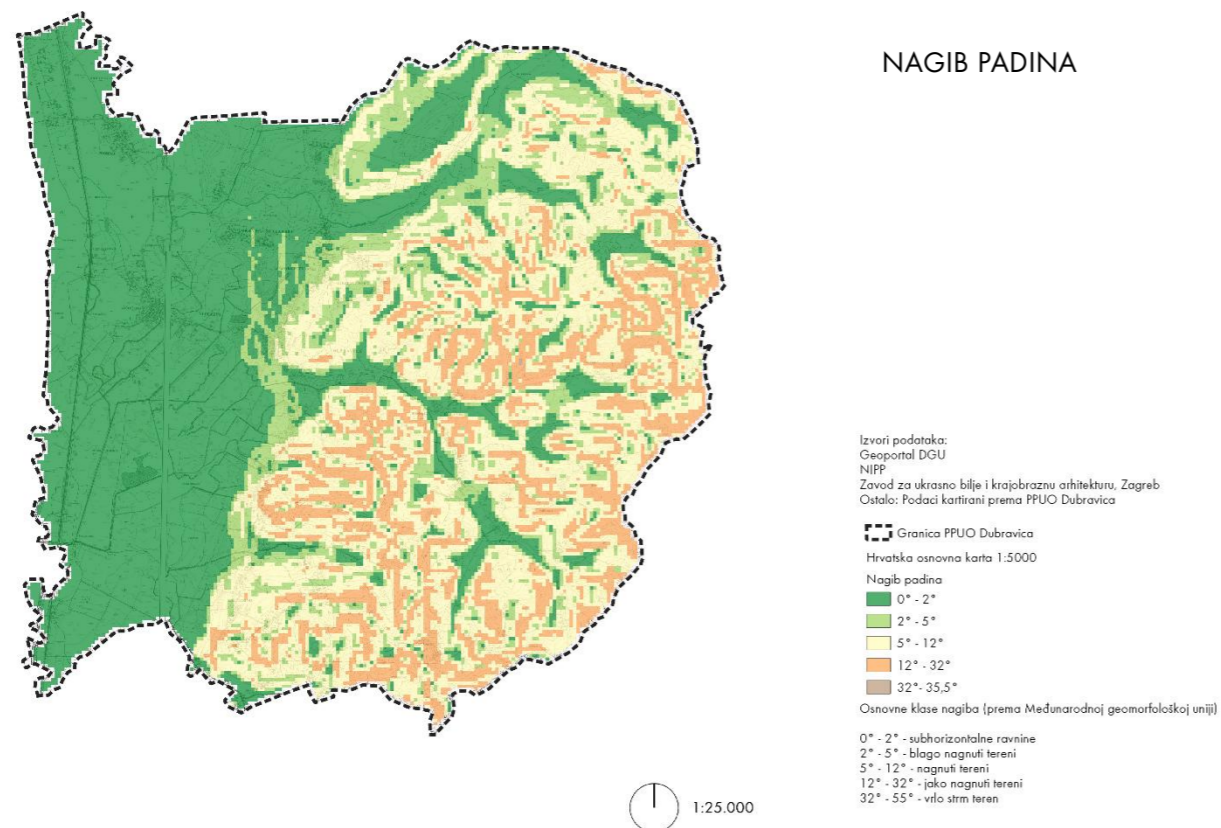 NAGIB PADINA
Izvori podataka:
Geoportal DGU
NIPP
Zavod za ukrasno bilje i krajobraznu arhitekturu, Zagreb
Ostalo: Podaci kartirani prema PPUO Dubravica
Granica PPUO Dubravica
Hrvatska osnovna karta 1:5000
Nagib padina
0° - 2°
2° - 5°
5° - 12°
12° - 32°
32°- 35,5°
Osnovne klase nagiba (prema Međunarodnoj geomorfološkoj uniji)
0° - 2° - subhorizontalne ravnine
2° - 5° - blago nagnuti tereni
5° - 12° - nagnuti tereni
12° - 32° - jako nagnuti tereni
32° - 55° - vrlo strm teren
1:25.000